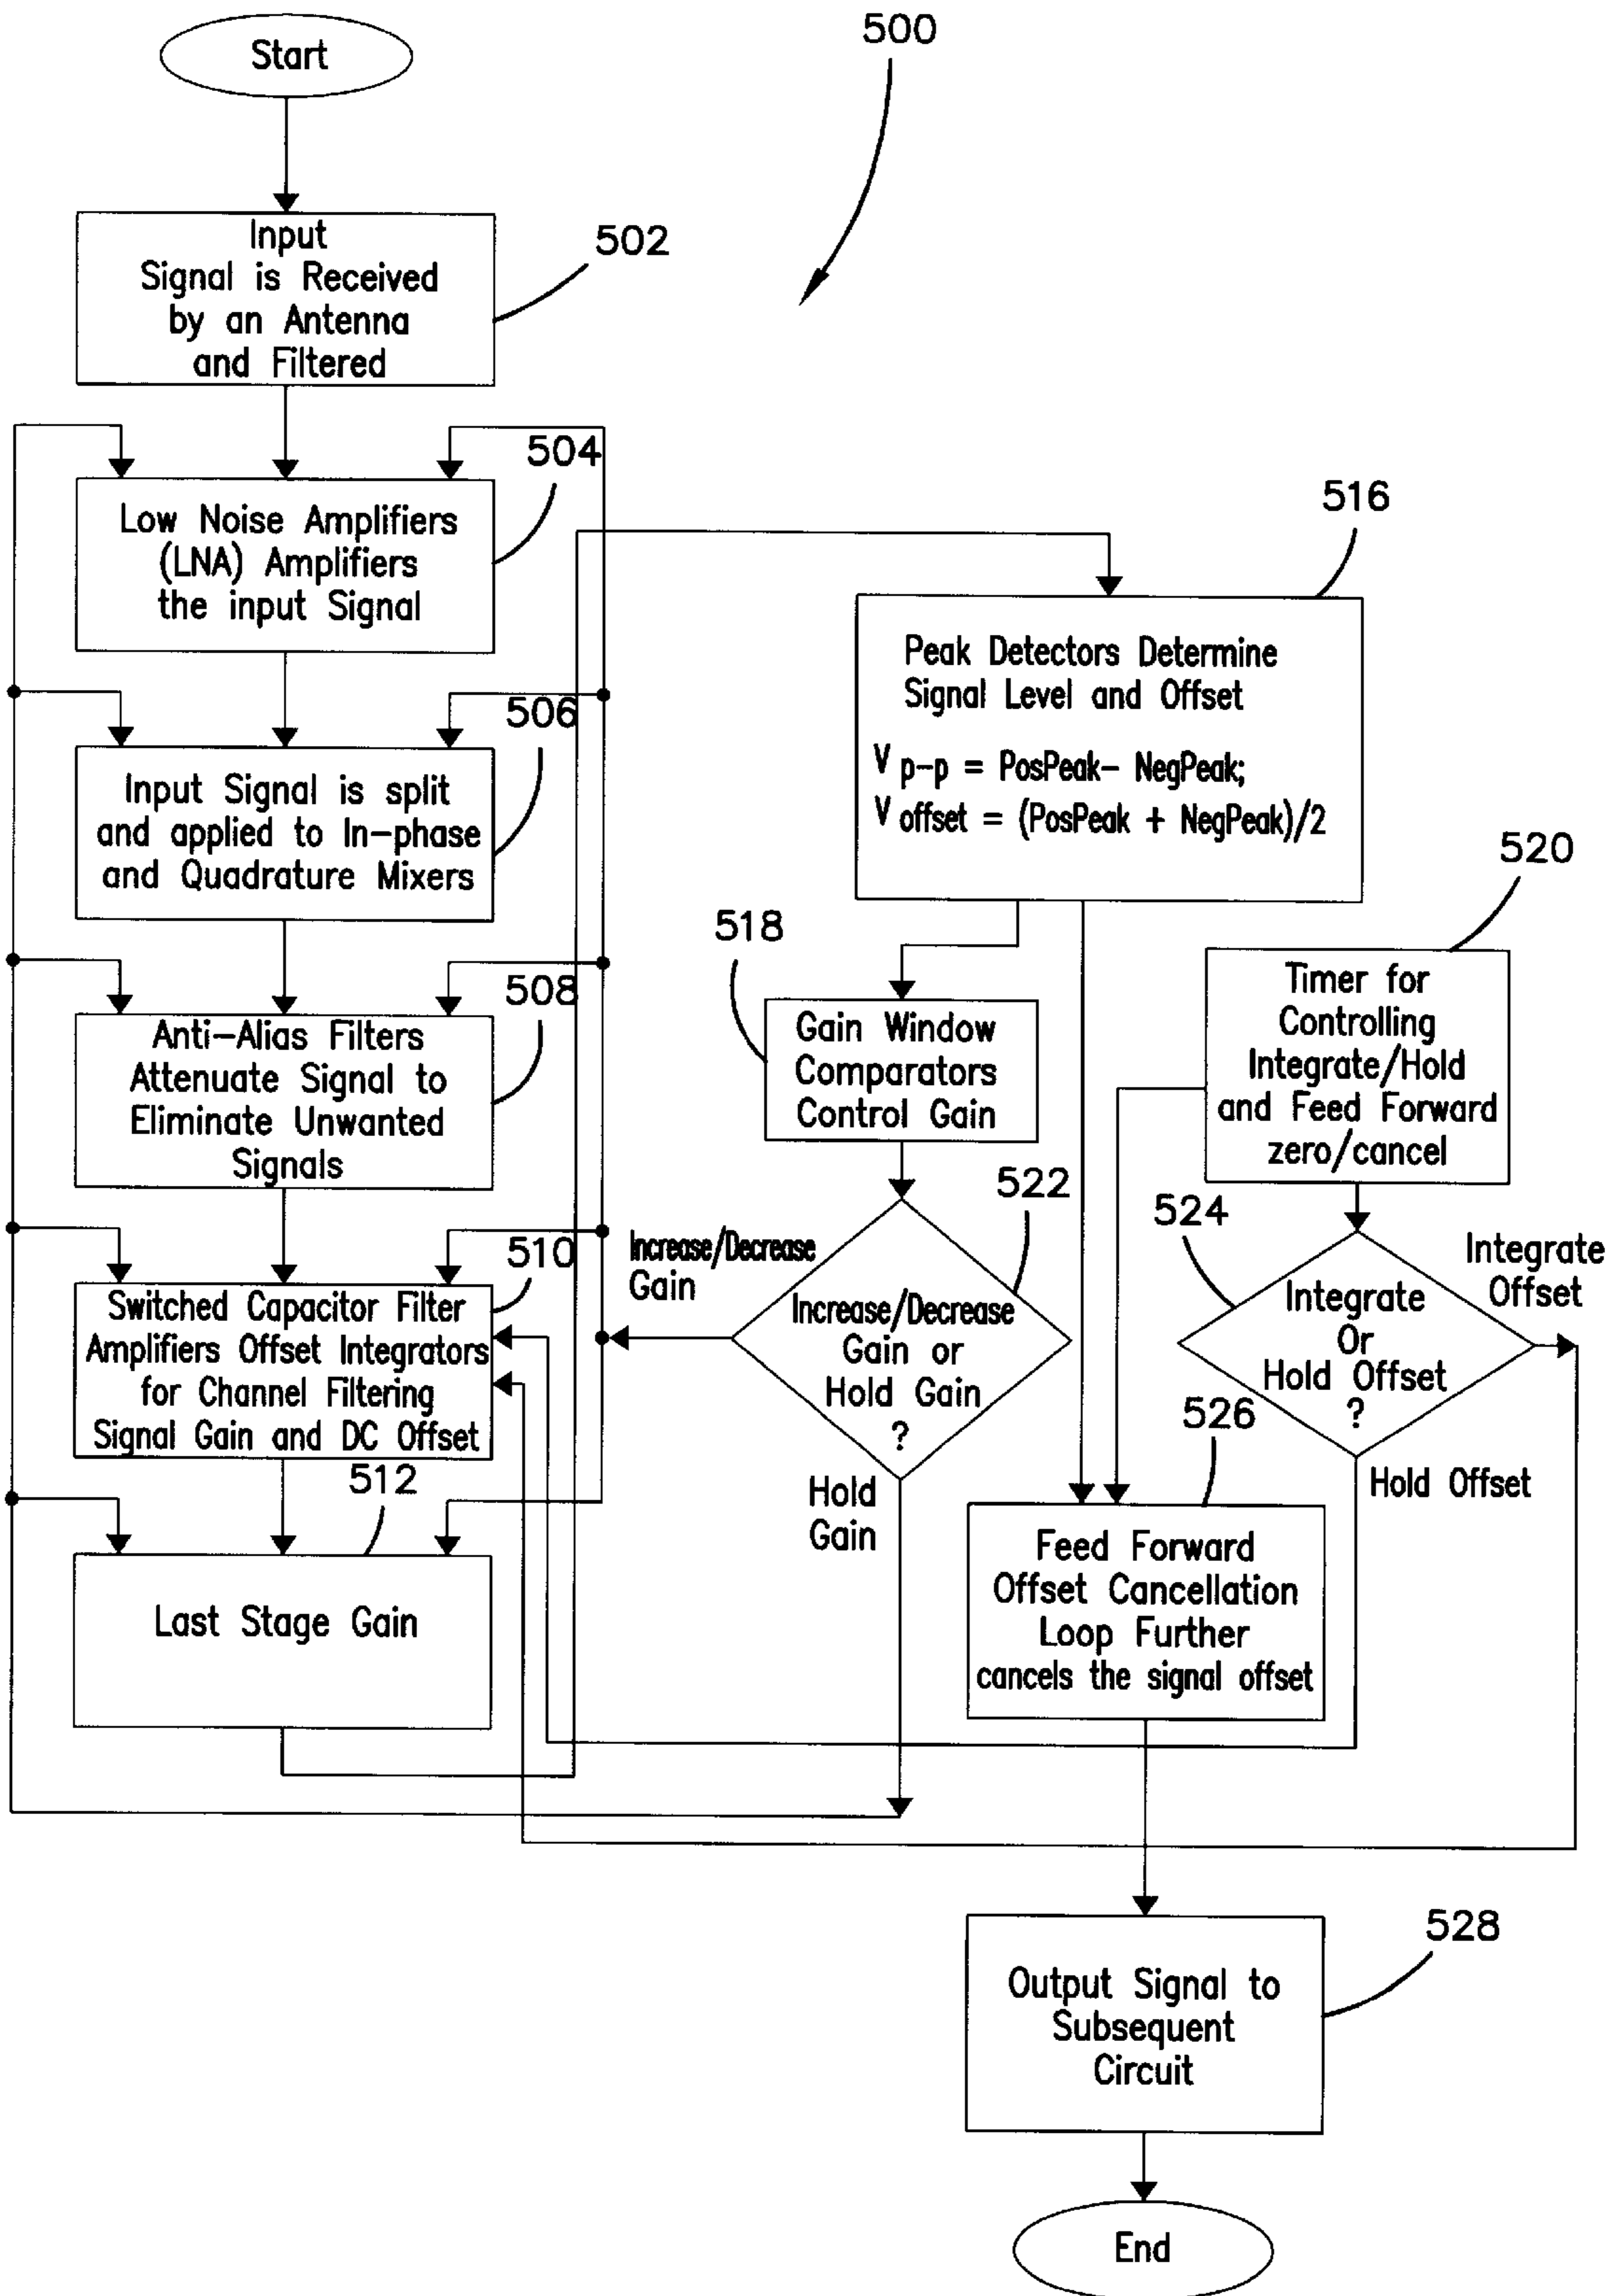 Start
500
Input
Signal is Received
by an Antenna
and Filtered
502
Low Noise Amplifiers
(LNA) Amplifiers
the input Signal
504
Input Signal is split
and applied to In-phase
and Quadrature Mixers
506
Anti-Alias Filters
Attenuate Signal to
Eliminate Unwanted
Signals
508
Switched Capacitor Filter
Amplifiers Offset Integrators
for Channel Filtering
Signal Gain and DC Offset
510
Last Stage Gain
512
Peak Detectors Determine
Signal Level and Offset
V p-p = PosPeak- NegPeak;
V offset = (PosPeak + NegPeak)/2
516
Gain Window
Comparators
Control Gain
518
Timer for
Controlling
Integrate/Hold
and Feed Forward
zero/cancel
520
Increase/Decrease
Gain or
Hold Gain
?
522
Increase/Decrease
Gain
Hold
Gain
Integrate
Or
Hold Offset
?
524
Integrate
Offset
Hold Offset
Feed Forward
Offset Cancellation
Loop Further
cancels the signal offset
526
Output Signal to
Subsequent
Circuit
528
End